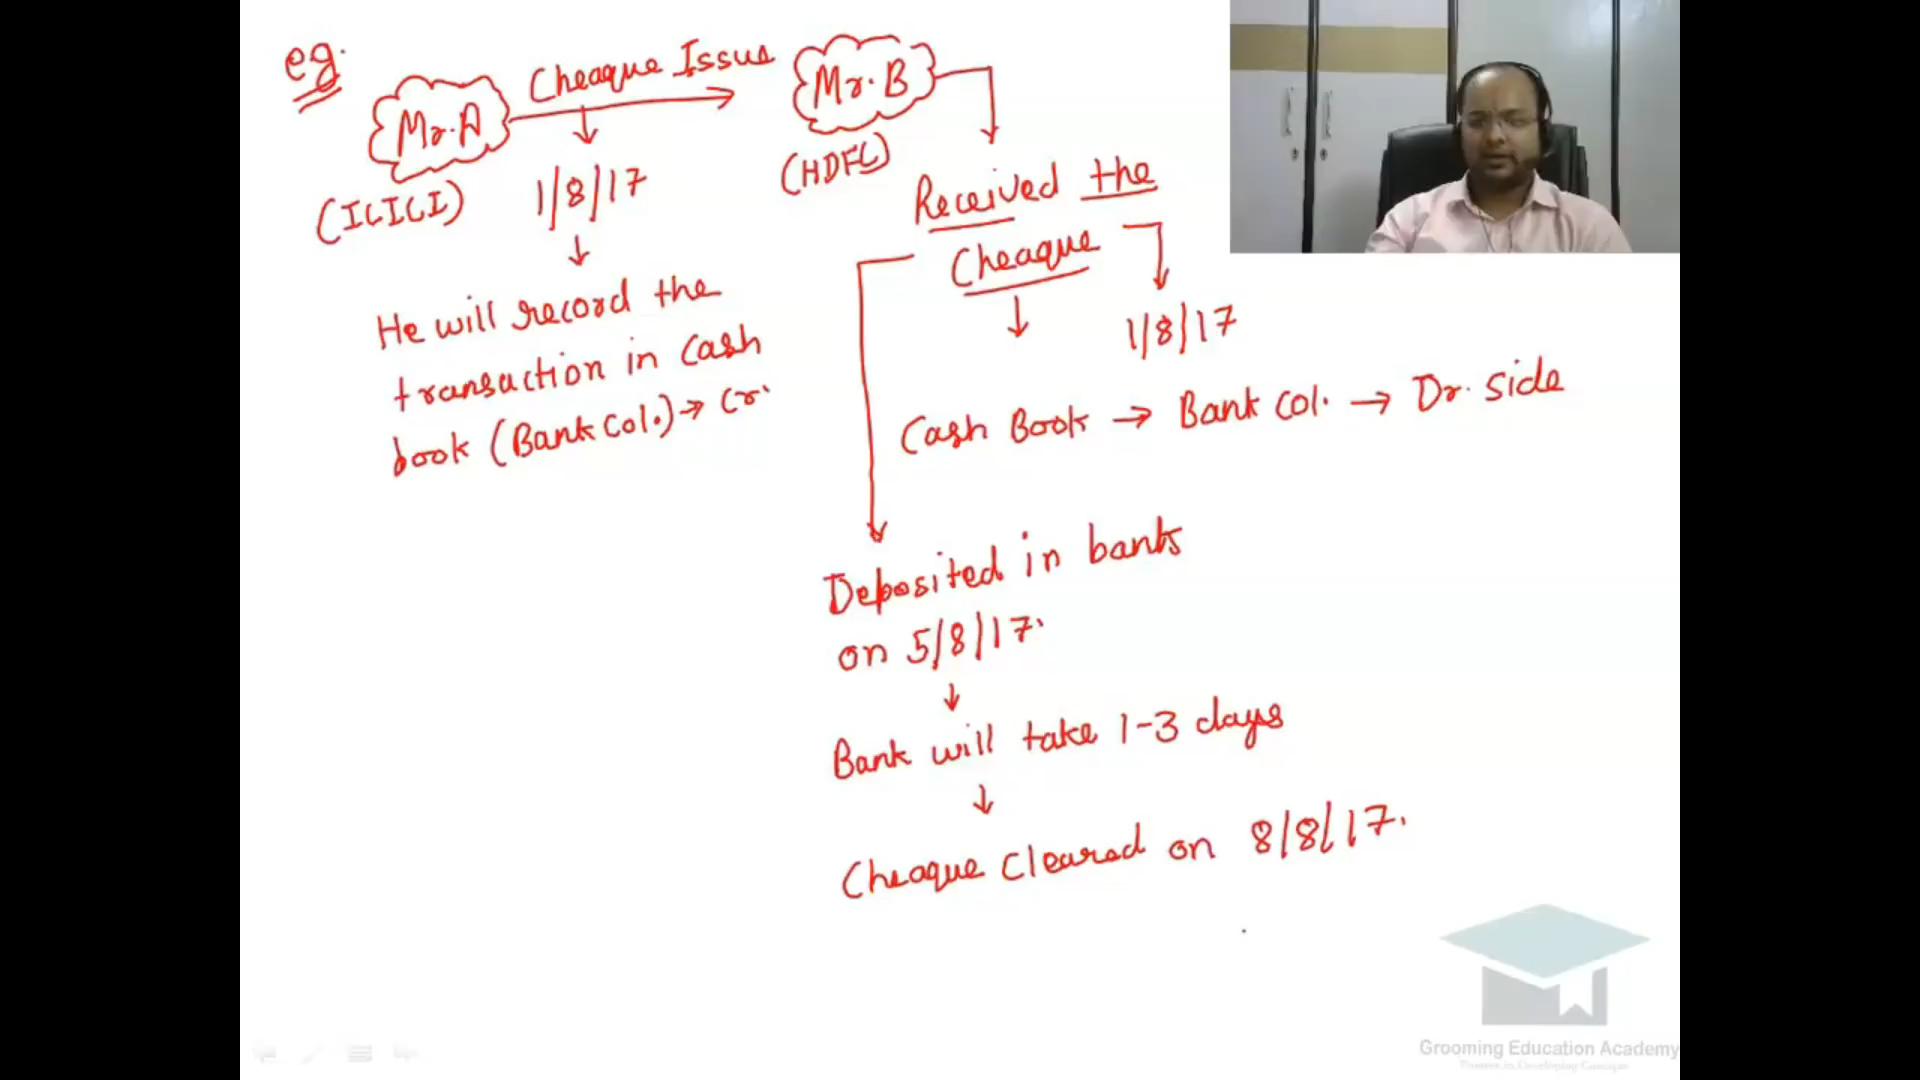 eg.
Mr. A
Cheaque Issue
Mr. B
(ICICI)
1/8/17
(HDFC)
He will record the
transaction in cash
book (Bank Col.) → Cr.
Received the
Cheaque
1/8/17
Cash Book → Bank Col. → Dr. Side
Deposited in bank
on 5/8/17.
Bank will take 1-3 days
Cheaque Cleared on 8/8/17.
Grooming Education Academy